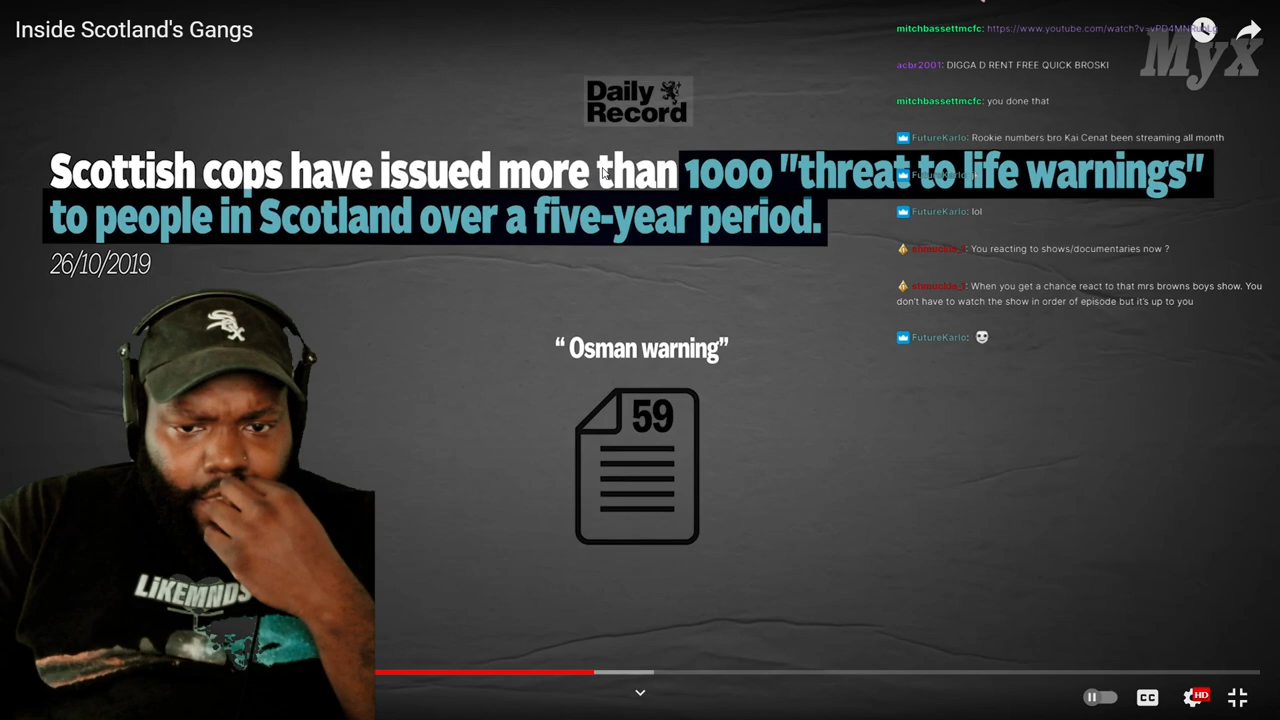 Inside Scotland's Gangs
mitchbassettmcfc: https://www.youtube.com/watch?v=
Myx
acbr2001: DIGGA D RENT FREE QUICK BROSKI
Daily
Record
mitchbassettmcfc: you done that
FutureKarlo: Rookie numbers bro Kai Cenat been streaming all month
Scottish cops have issued more than 1000 "threat to life warnings"
FutureKarlo:
to people in Scotland over a five-year period.
FutureKarlo: lol
You reacting to shows/documentaries now ?
26/10/2019
When you get a chance react to that mrs browns boys show. You
don't have to watch the show in order of episode but it's up to you
FutureKarlo:
“ Osman warning”
Sox
59
LiKEMNDS
CC
HD